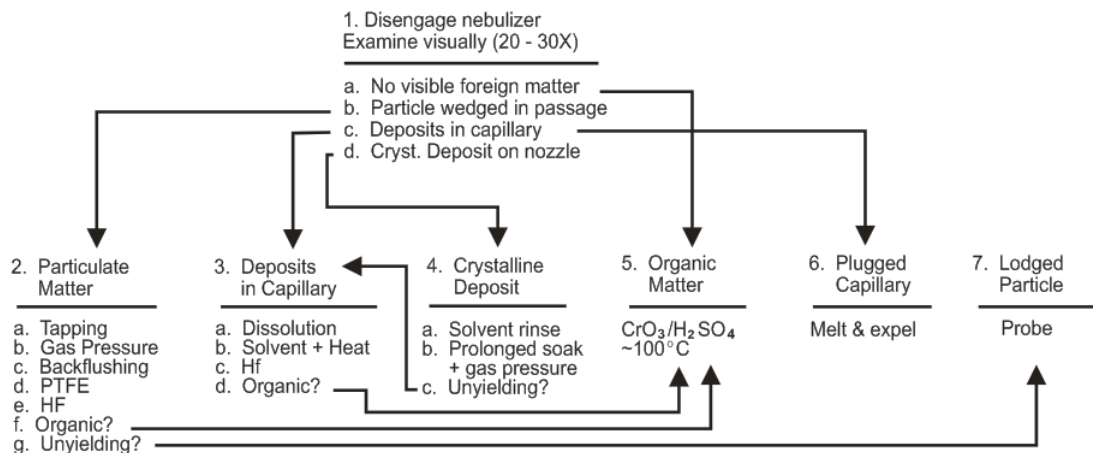 1. Disengage nebulizer
Examine visually (20 - 30X)
a. No visible foreign matter
b. Particle wedged in passage
c. Deposits in capillary
d. Cryst. Deposit on nozzle
2. Particulate
Matter
a. Tapping
b. Gas Pressure
c. Backflushing
d. PTFE
e. HF
f. Organic?
g. Unyielding?
3. Deposits
in Capillary
a. Dissolution
b. Solvent + Heat
c. Hf
d. Organic?
4. Crystalline
Deposit
a. Solvent rinse
b. Prolonged soak
+ gas pressure
c. Unyielding?
5. Organic
Matter
CrO₃/H₂SO₄
~100°C
6. Plugged
Capillary
Melt & expel
7. Lodged
Particle
Probe